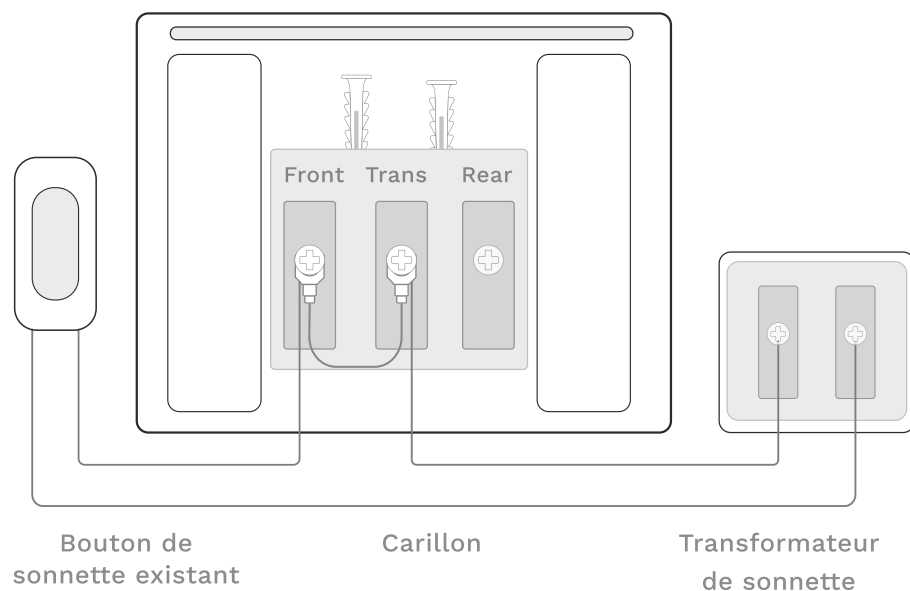 Front Trans Rear
Bouton de
sonnette existant
Carillon
Transformateur
de sonnette